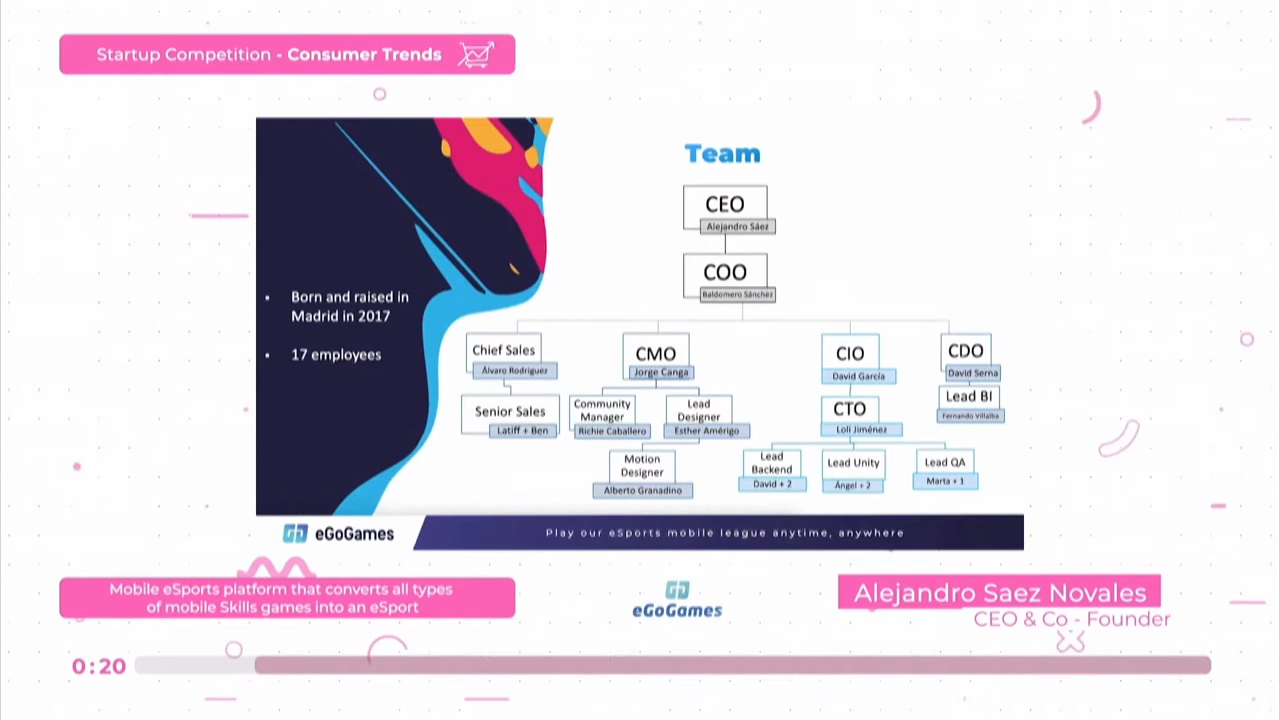 Startup Competition - Consumer Trends
Team
CEO
Alejandro Sáez
COO
Baldomero Sánchez
• Born and raised in
Madrid in 2017
• 17 employees
Chief Sales
Álvaro Rodríguez
CMO
Jorge Canga
CIO
David García
CDO
David Serna
Senior Sales
Latiff + Ben
Community
Manager
Richie Caballero
Lead
Designer
Esther Amérigo
CTO
Loli Jiménez
Lead BI
Fernando Villalba
Motion
Designer
Alberto Granadino
Lead
Backend
David + 2
Lead Unity
Ángel + 2
Lead QA
Marta + 1
eGoGames
Play our eSports mobile league anytime, anywhere
Mobile eSports platform that converts all types
of mobile Skills games into an eSport
eGoGames
Alejandro Saez Novales
CEO & Co - Founder
0:20